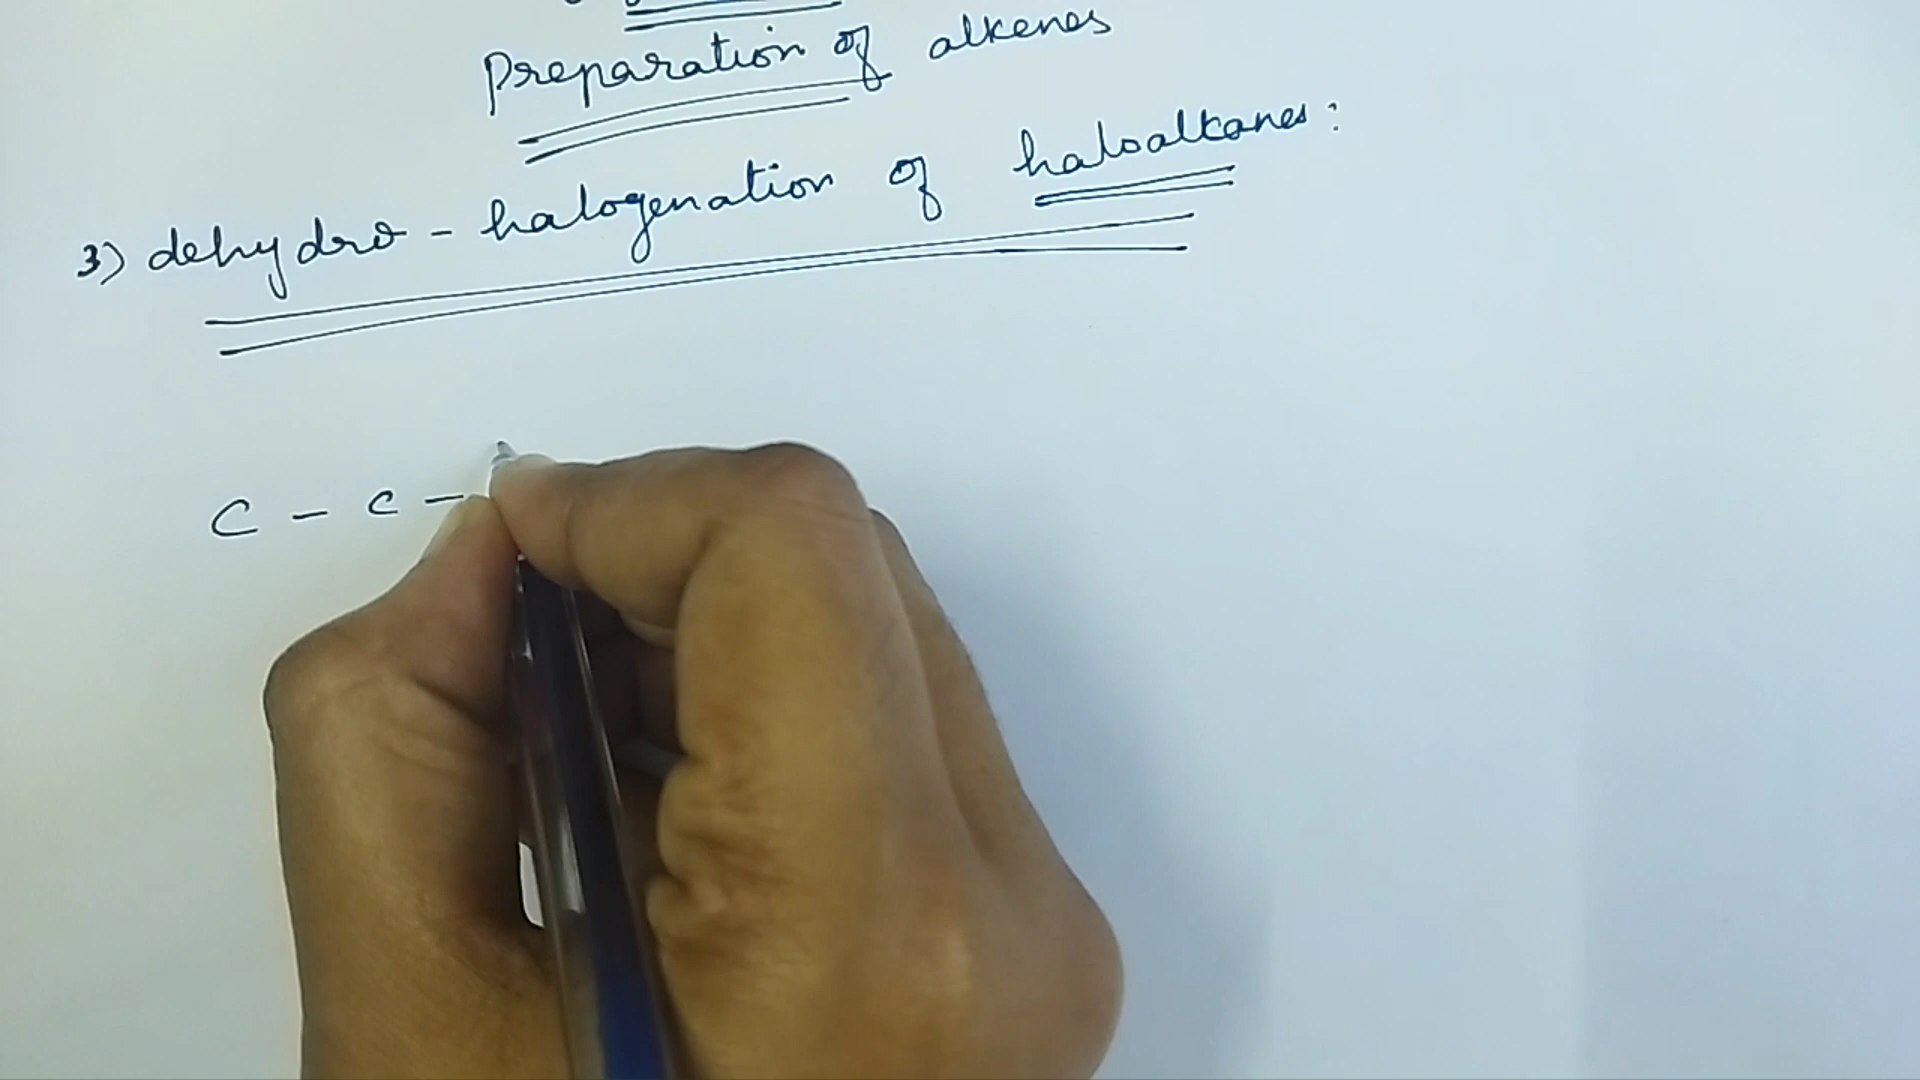 Preparation of alkenes
3) dehydro - halogenation of haloalkanes :
C - C -